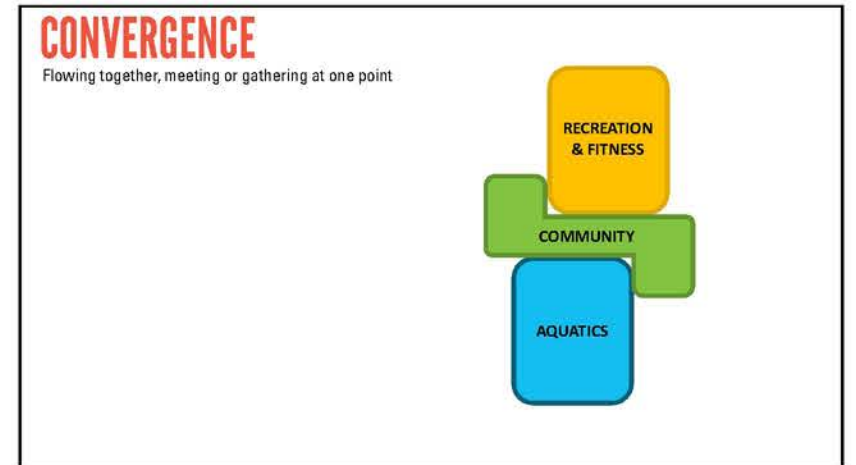 CONVERGENCE
Flowing together, meeting or gathering at one point
RECREATION
& FITNESS
COMMUNITY
AQUATICS